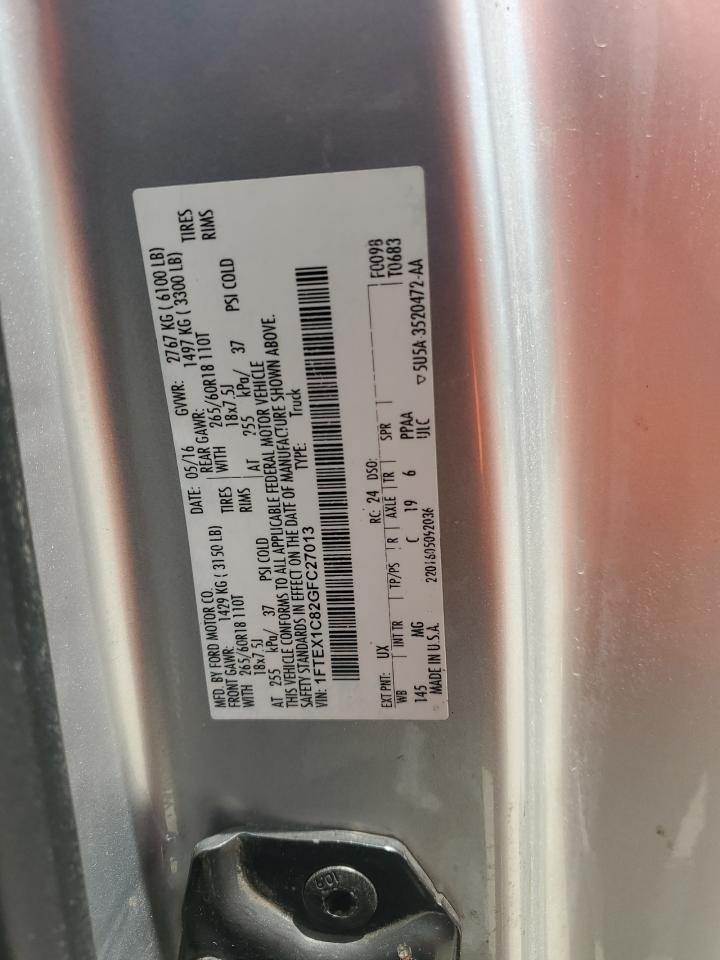 MFD. BY FORD MOTOR CO.
DATE: 05/16 GVWR: 2767 KG ( 6100 LB)
FRONT GAWR: 1429 KG ( 3150 LB) REAR GAWR: 1497 KG ( 3300 LB)
WITH 265/60R18 110T TIRES WITH 265/60R18 110T TIRES
18x7.5J RIMS 18x7.5J RIMS
AT 255 kPa/ 37 PSI COLD AT 255 kPa/ 37 PSI COLD
THIS VEHICLE CONFORMS TO ALL APPLICABLE FEDERAL MOTOR VEHICLE
SAFETY STANDARDS IN EFFECT ON THE DATE OF MANUFACTURE SHOWN ABOVE.
VIN: 1FTEX1C82GFC27013 TYPE: Truck
EXT PNT: UX RC: 24 DSO: F0098
WB INT TR TP/PS R AXLE TR SPR T0683
145 MG C 19 6 PPAA
MADE IN U.S.A. 2201605092036 UIC ▽5U5A-3520472-AA
109